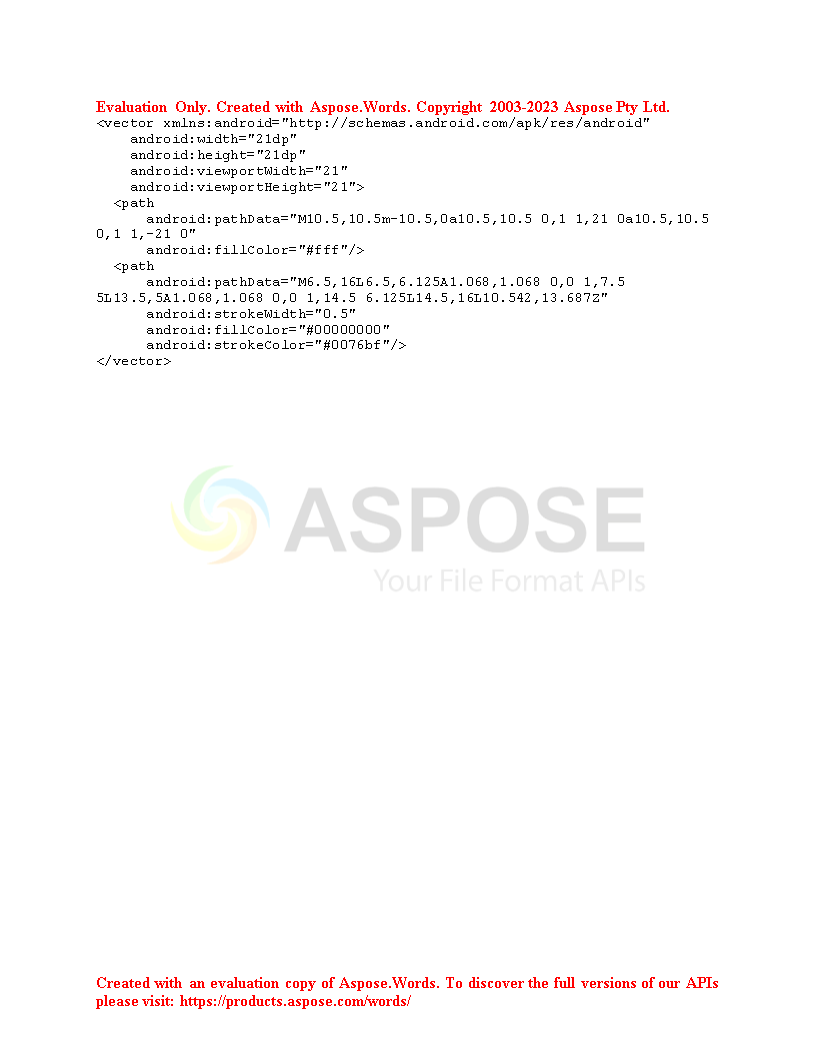 Evaluation Only. Created with Aspose.Words. Copyright 2003-2023 Aspose Pty Ltd.
<vector xmlns:android="http://schemas.android.com/apk/res/android"
    android:width="21dp"
    android:height="21dp"
    android:viewportWidth="21"
    android:viewportHeight="21">
  <path
      android:pathData="M10.5,10.5m-10.5,0a10.5,10.5 0,1 1,21 0a10.5,10.5
0,1 1,-21 0"
      android:fillColor="#fff"/>
  <path
      android:pathData="M6.5,16L6.5,6.125A1.068,1.068 0,0 1,7.5
5L13.5,5A1.068,1.068 0,0 1,14.5 6.125L14.5,16L10.542,13.687Z"
      android:strokeWidth="0.5"
      android:fillColor="#00000000"
      android:strokeColor="#0076bf"/>
</vector>
ASPOSE
Your File Format APIs
Created with an evaluation copy of Aspose.Words. To discover the full versions of our APIs
please visit: https://products.aspose.com/words/